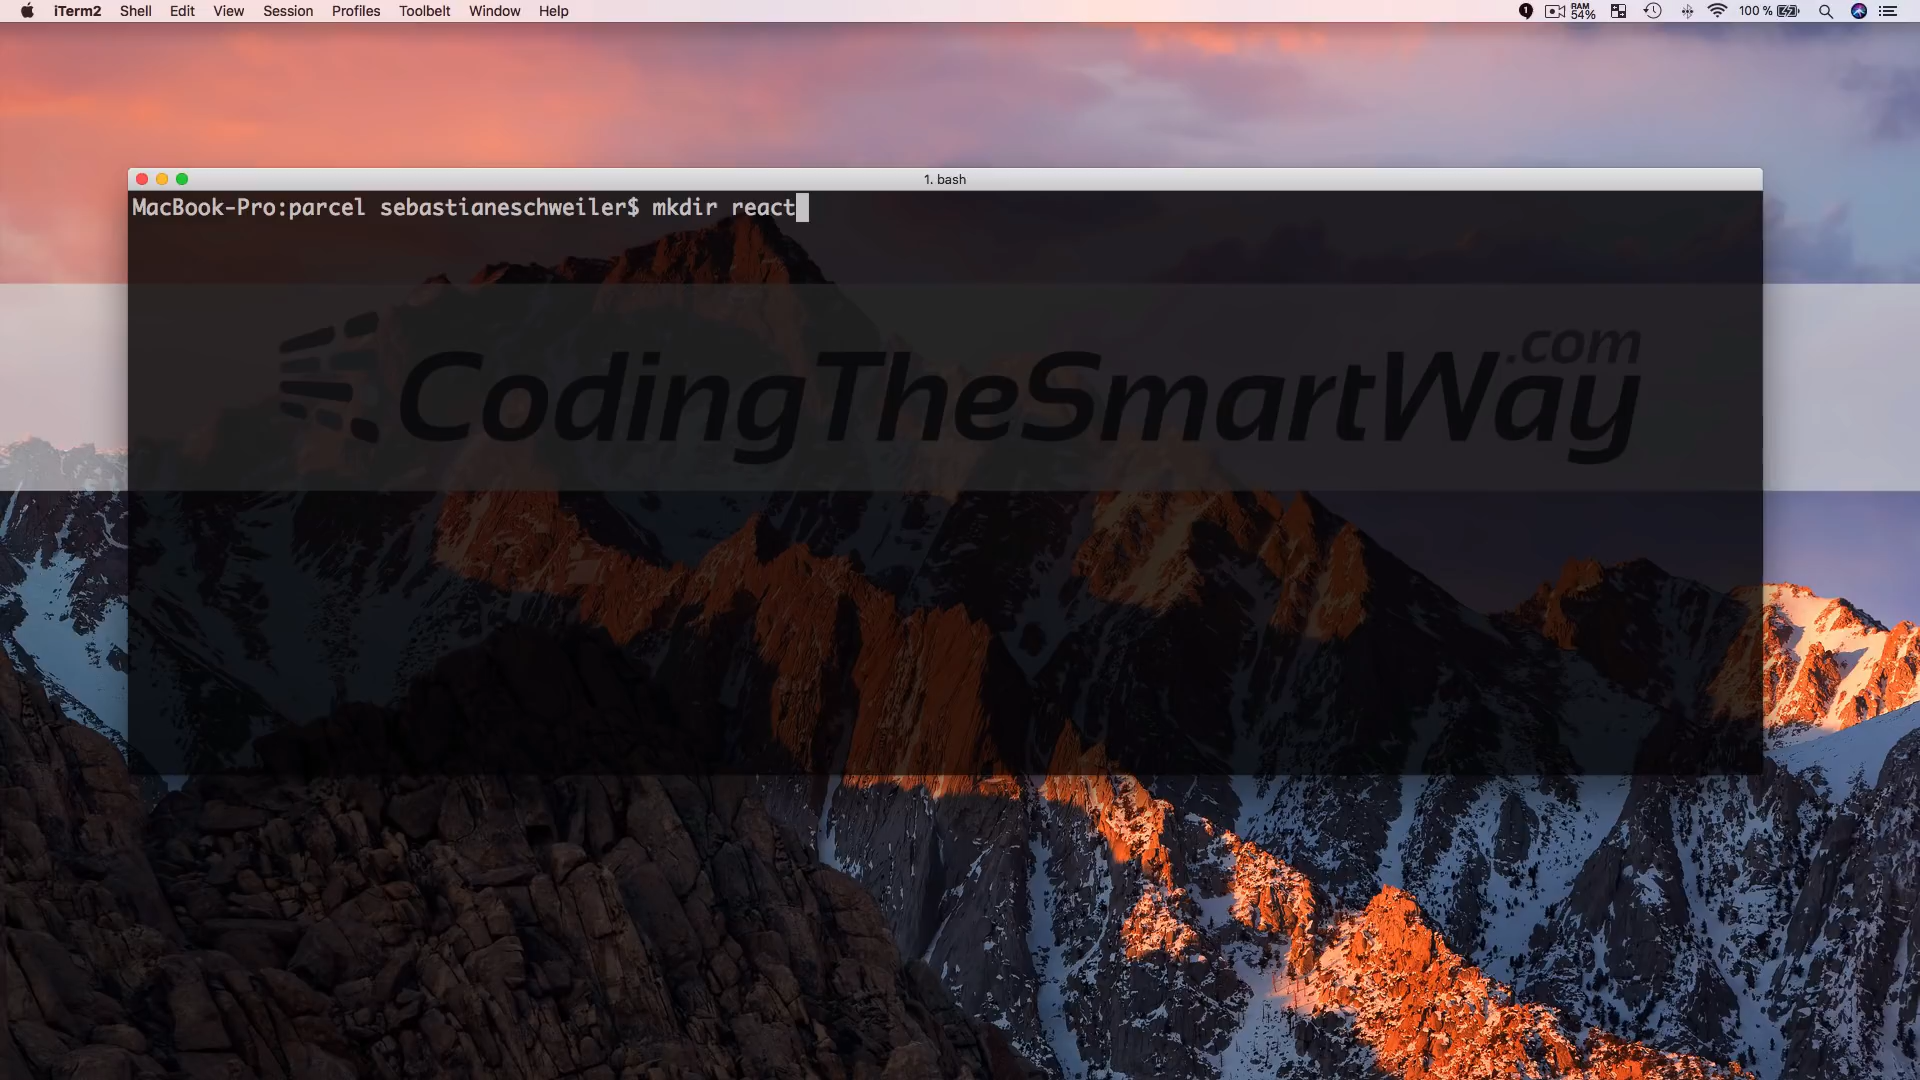 iTerm2 Shell Edit View Session Profiles Toolbelt Window Help 1 RAM 54% 100 %
1. bash
MacBook-Pro:parcel sebastianeschweiler$ mkdir react
CodingTheSmartWay.com